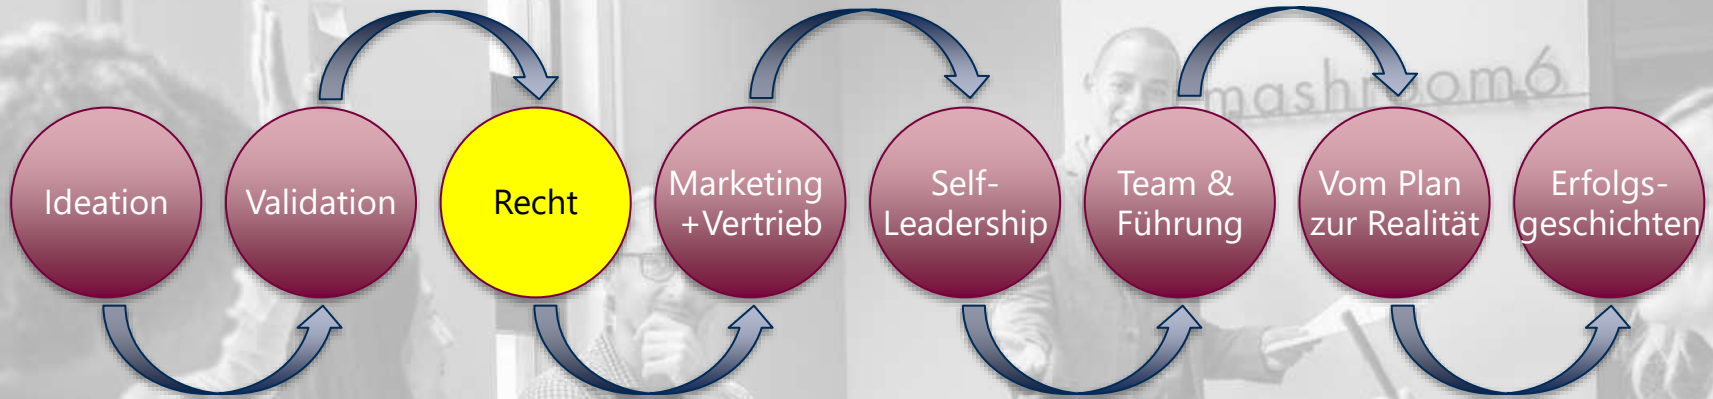 mashroom6
Ideation
Validation
Recht
Marketing
+Vertrieb
Self-
Leadership
Team &
Führung
Vom Plan
zur Realität
Erfolgs-
geschichten